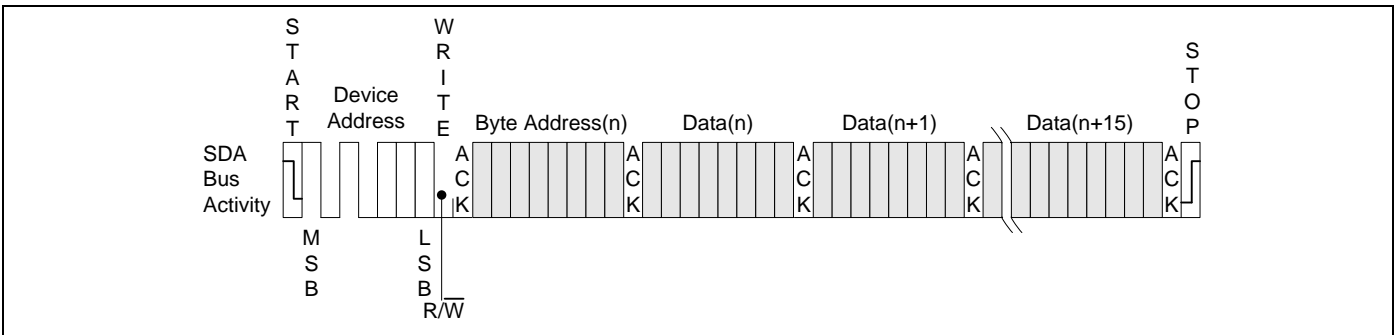 START
WRITE
STOP
Device
Address
Byte Address(n)
Data(n)
Data(n+1)
Data(n+15)
SDA
Bus
Activity
ACK
ACK
ACK
ACK
ACK
MSB
LSB
R/W̅